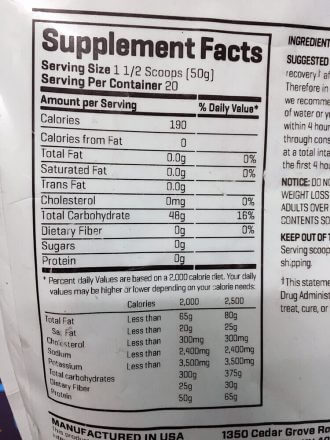 Supplement Facts
Serving Size 1 1/2 Scoops (50g)
Serving Per Container 20
Amount per Serving % Daily Value*
Calories 190
Calories from Fat 0
Total Fat 0.0g 0%
Saturated Fat 0.0g 0%
Trans Fat 0.0g
Cholesterol 0mg 0%
Total Carbohydrate 48g 16%
Dietary Fiber 0g 0%
Sugars 0g
Protein 0g
* Percent daily Values are based on a 2,000 calorie diet. Your daily
values may be higher or lower depending on your calorie needs:
Calories 2,000 2,500
Total Fat Less than 65g 80g
Sat. Fat Less than 20g 25g
Cholesterol Less than 300mg 300mg
Sodium Less than 2,400mg 2,400mg
Potassium Less than 3,500mg 3,500mg
Total carbohydrates 300g 375g
Dietary Fiber 25g 30g
Protein 50g 65g
MANUFACTURED IN USA
1350 Cedar Grove
INGREDIENT
SUGGESTED
recovery‡
Therefore in
we recomme
of water or
within 4 hou
through cons
at a total inta
the first 4 ho
NOTICE: DO NO
WEIGHT LOSS
ADULTS OVER
CONTENTS SO
KEEP OUT OF
Serving scoop
shipping.
‡This stateme
Drug Administ
treat, cure, or